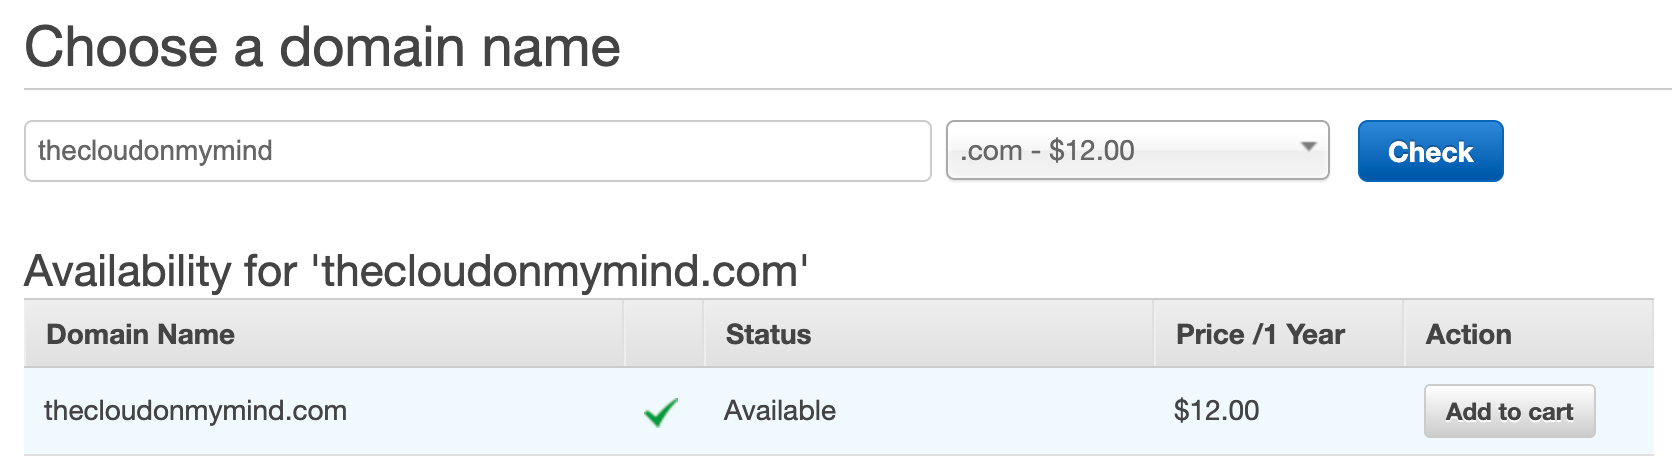 Choose a domain name
thecloudonmymind .com - $12.00 Check
Availability for 'thecloudonmymind.com'
Domain Name Status Price /1 Year Action
thecloudonmymind.com Available $12.00 Add to cart